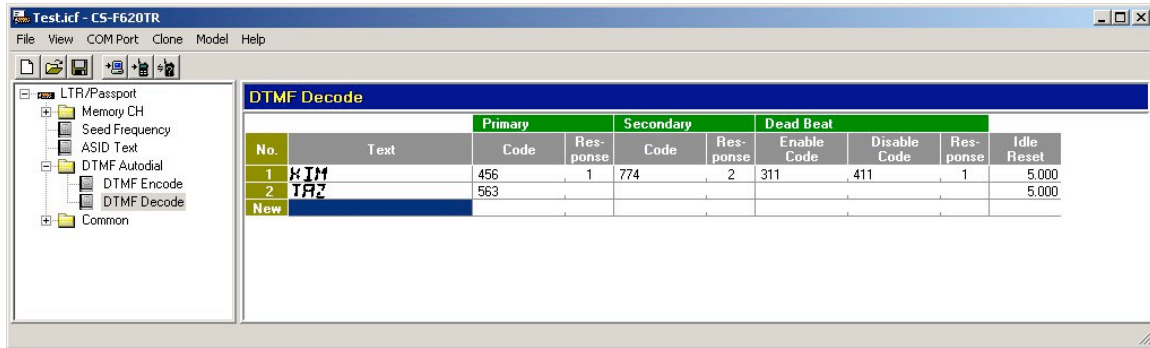 Test.icf - CS-F620TR
File View COM Port Clone Model Help
LTR/Passport
Memory CH
Seed Frequency
ASID Text
DTMF Autodial
DTMF Encode
DTMF Decode
Common
DTMF Decode
Primary Secondary Dead Beat
No. Text Code Res-ponse Code Res-ponse Enable Code Disable Code Res-ponse Idle Reset
1 KIM 456 1 774 2 311 411 1 5.000
2 TAZ 563 5.000
New